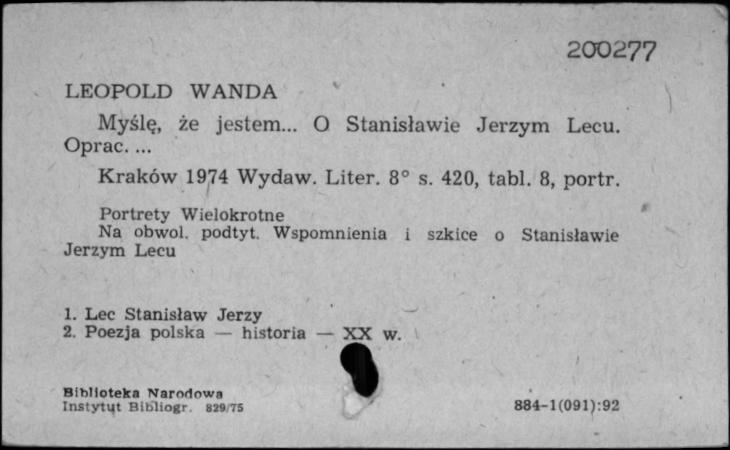 200277
LEOPOLD WANDA
Myślę, że jestem... O Stanisławie Jerzym Lecu.
Oprac. ...
Kraków 1974 Wydaw. Liter. 8° s. 420, tabl. 8, portr.
Portrety Wielokrotne
Na obwol. podtyt. Wspomnienia i szkice o Stanisławie
Jerzym Lecu
1. Lec Stanisław Jerzy
2. Poezja polska — historia — XX w.
Biblioteka Narodowa
Instytut Bibliogr. 829/75
884-1(091):92